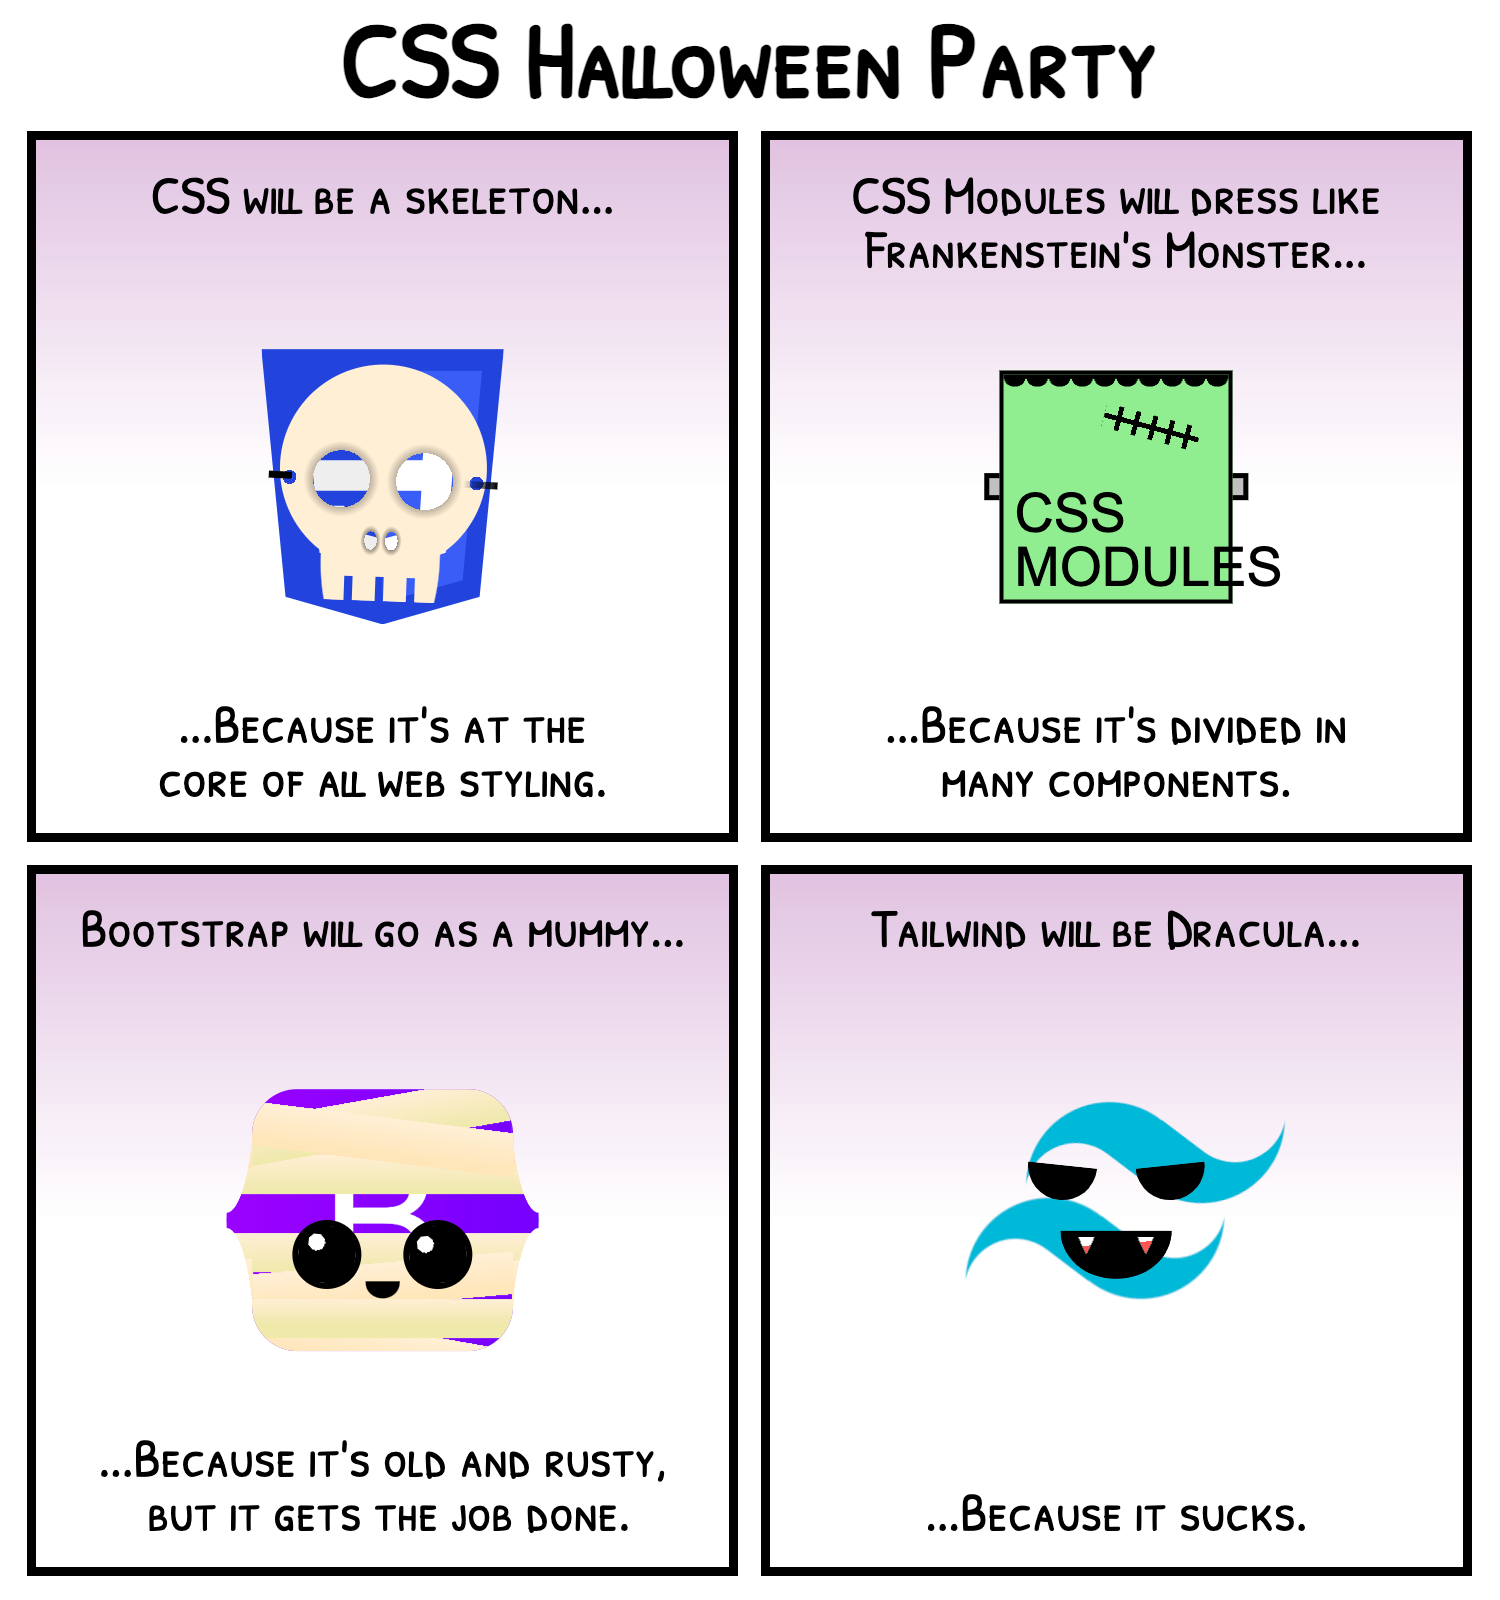 CSS Halloween Party
CSS will be a skeleton...
...Because it's at the
core of all web styling.
CSS Modules will dress like
Frankenstein's Monster...
CSS
MODULES
...Because it's divided in
many components.
Bootstrap will go as a mummy...
B
...Because it's old and rusty,
but it gets the job done.
Tailwind will be Dracula...
...Because it sucks.